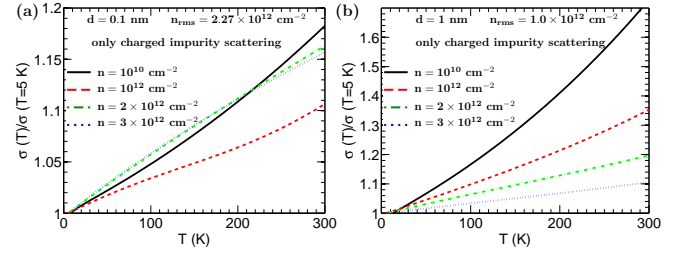 (a)
d = 0.1 nm n_rms = 2.27 × 10^12 cm^−2
only charged impurity scattering
n = 10^10 cm^−2
n = 10^12 cm^−2
n = 2 × 10^12 cm^−2
n = 3 × 10^12 cm^−2
1.2
1.15
1.1
1.05
1
σ (T)/σ (T=5 K)
0 100 200 300
T (K)
(b)
d = 1 nm n_rms = 1.0 × 10^12 cm^−2
only charged impurity scattering
n = 10^10 cm^−2
n = 10^12 cm^−2
n = 2 × 10^12 cm^−2
n = 3 × 10^12 cm^−2
1.6
1.5
1.4
1.3
1.2
1.1
1
σ (T)/σ (T=5 K)
0 100 200 300
T (K)